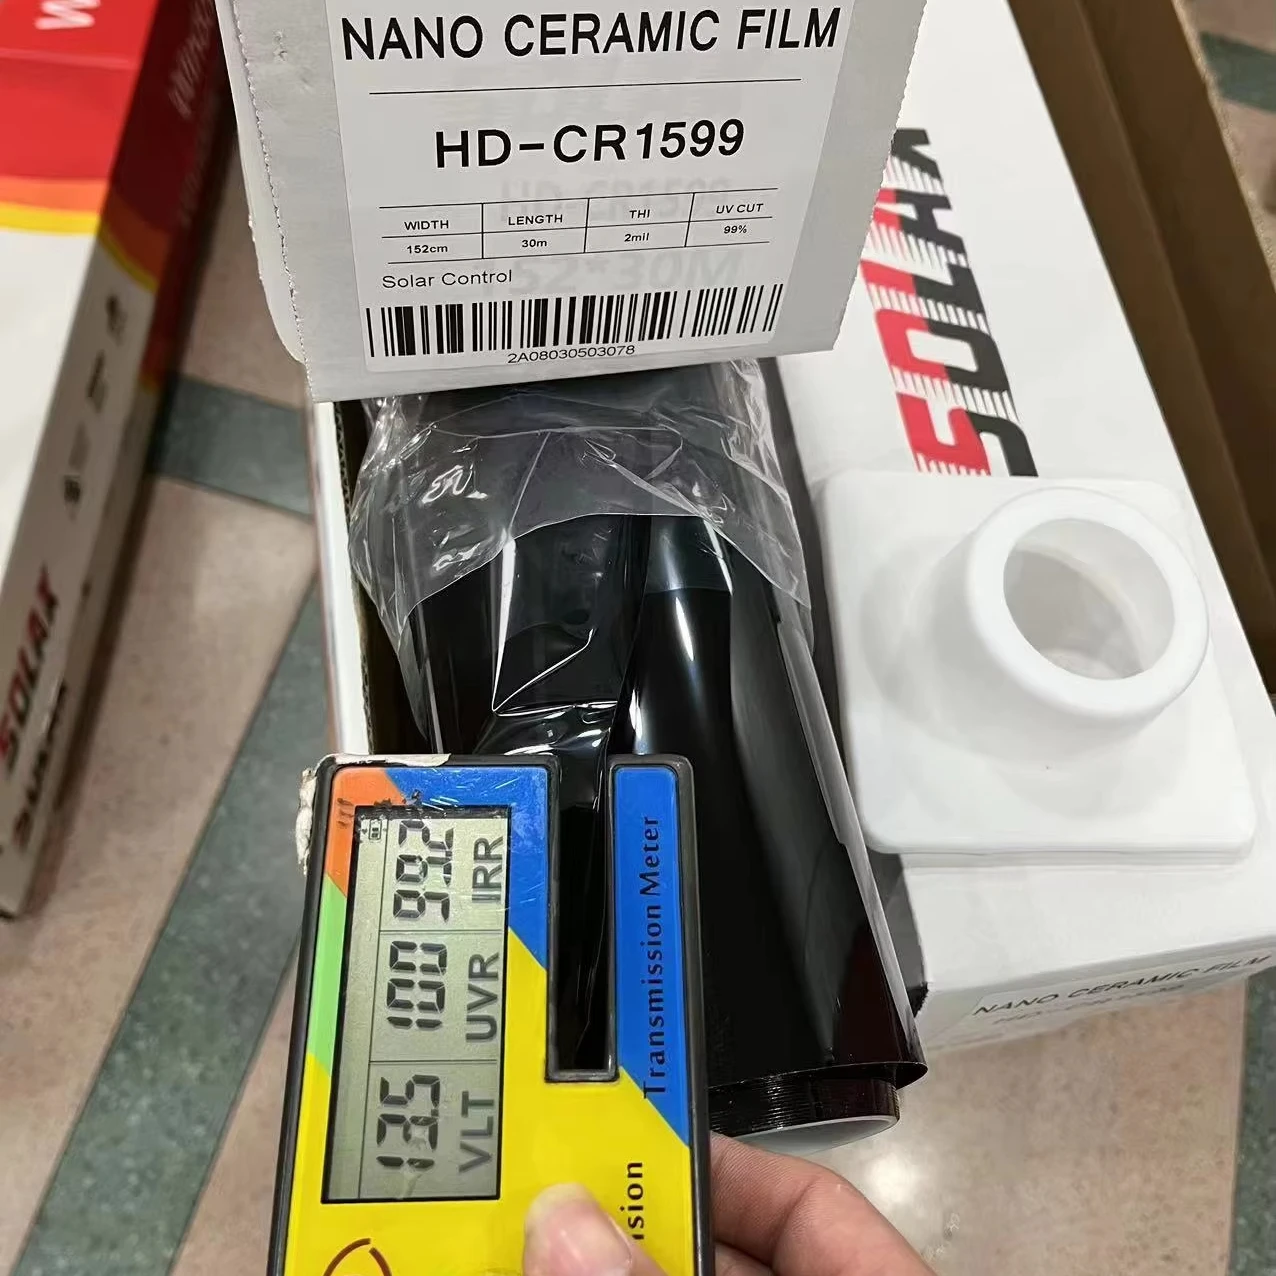 NANO CERAMIC FILM
HD-CR1599
WIDTH LENGTH THI UV CUT
152cm 30m 2mil 99%
Solar Control
2A08030503078
SOLAX
SOLAX
NANO CERAMIC FILM
99.2 IRR
100 UVR
13.5 VLT
Transmission Meter